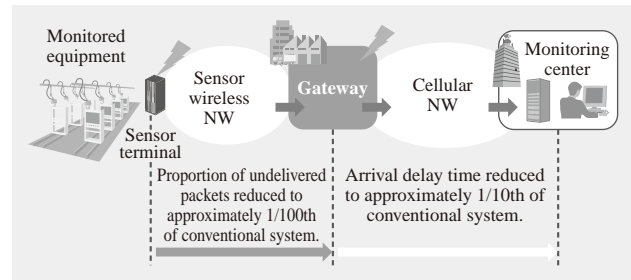 Monitored
equipment
Sensor
terminal
Sensor
wireless
NW
Gateway
Cellular
NW
Monitoring
center
Proportion of undelivered
packets reduced to
approximately 1/100th
of conventional system.
Arrival delay time reduced
to approximately 1/10th of
conventional system.